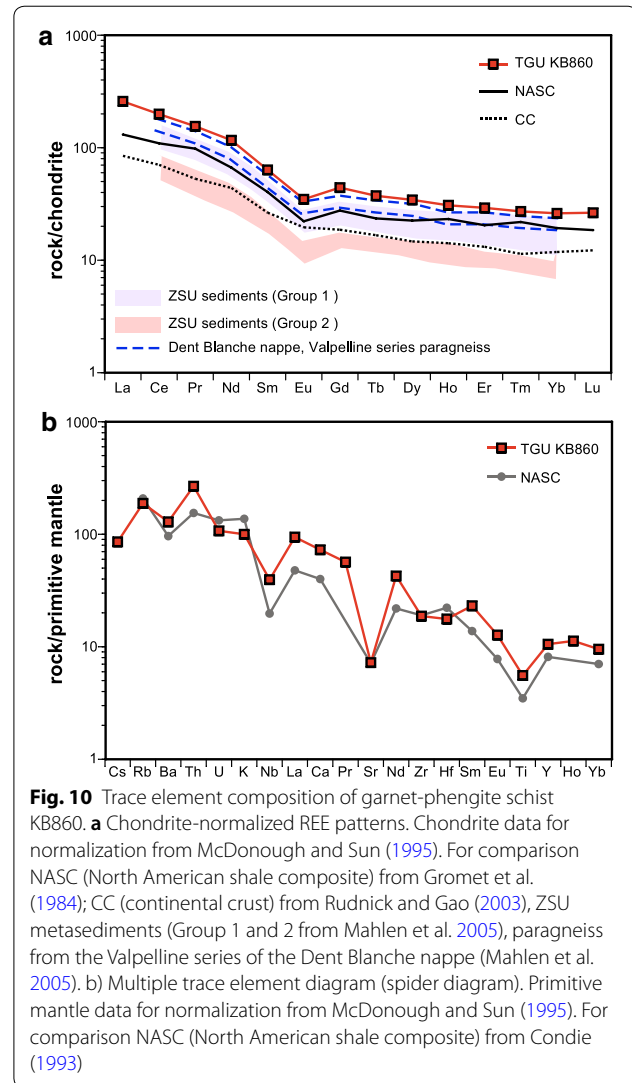 a
1000
100
10
1
rock/chondrite
TGU KB860
NASC
CC
ZSU sediments (Group 1 )
ZSU sediments (Group 2 )
Dent Blanche nappe, Valpelline series paragneiss
La Ce Pr Nd Sm Eu Gd Tb Dy Ho Er Tm Yb Lu
b
1000
100
10
1
rock/primitive mantle
TGU KB860
NASC
Cs Rb Ba Th U K Nb La Ca Pr Sr Nd Zr Hf Sm Eu Ti Y Ho Yb
Fig. 10 Trace element composition of garnet-phengite schist
KB860. a Chondrite-normalized REE patterns. Chondrite data for
normalization from McDonough and Sun (1995). For comparison
NASC (North American shale composite) from Gromet et al.
(1984); CC (continental crust) from Rudnick and Gao (2003), ZSU
metasediments (Group 1 and 2 from Mahlen et al. 2005), paragneiss
from the Valpelline series of the Dent Blanche nappe (Mahlen et al.
2005). b) Multiple trace element diagram (spider diagram). Primitive
mantle data for normalization from McDonough and Sun (1995). For
comparison NASC (North American shale composite) from Condie
(1993)